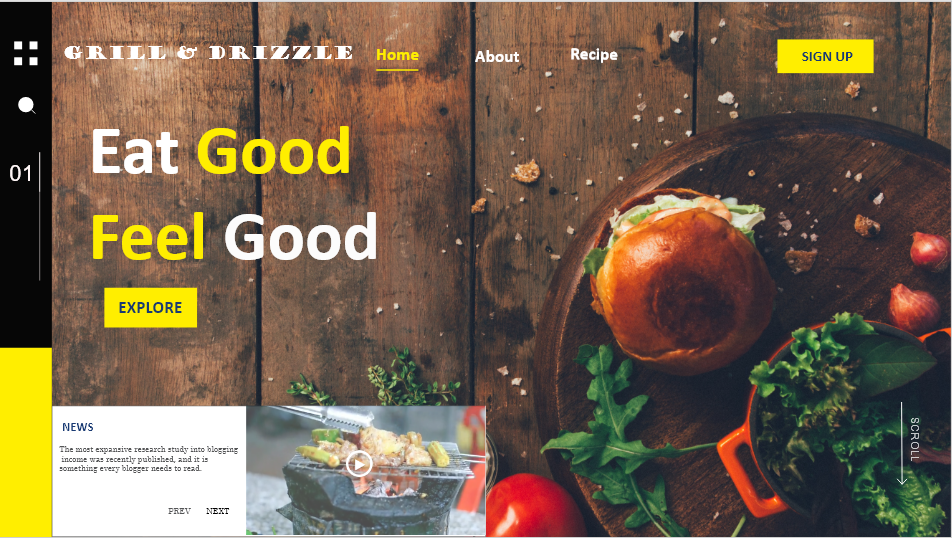 GRILL & DRIZZLE
Home
About
Recipe
SIGN UP
01
Eat Good
Feel Good
EXPLORE
NEWS
The most expansive research study into blogging
income was recently published, and it is
something every blogger needs to read.
PREV NEXT
SCROLL